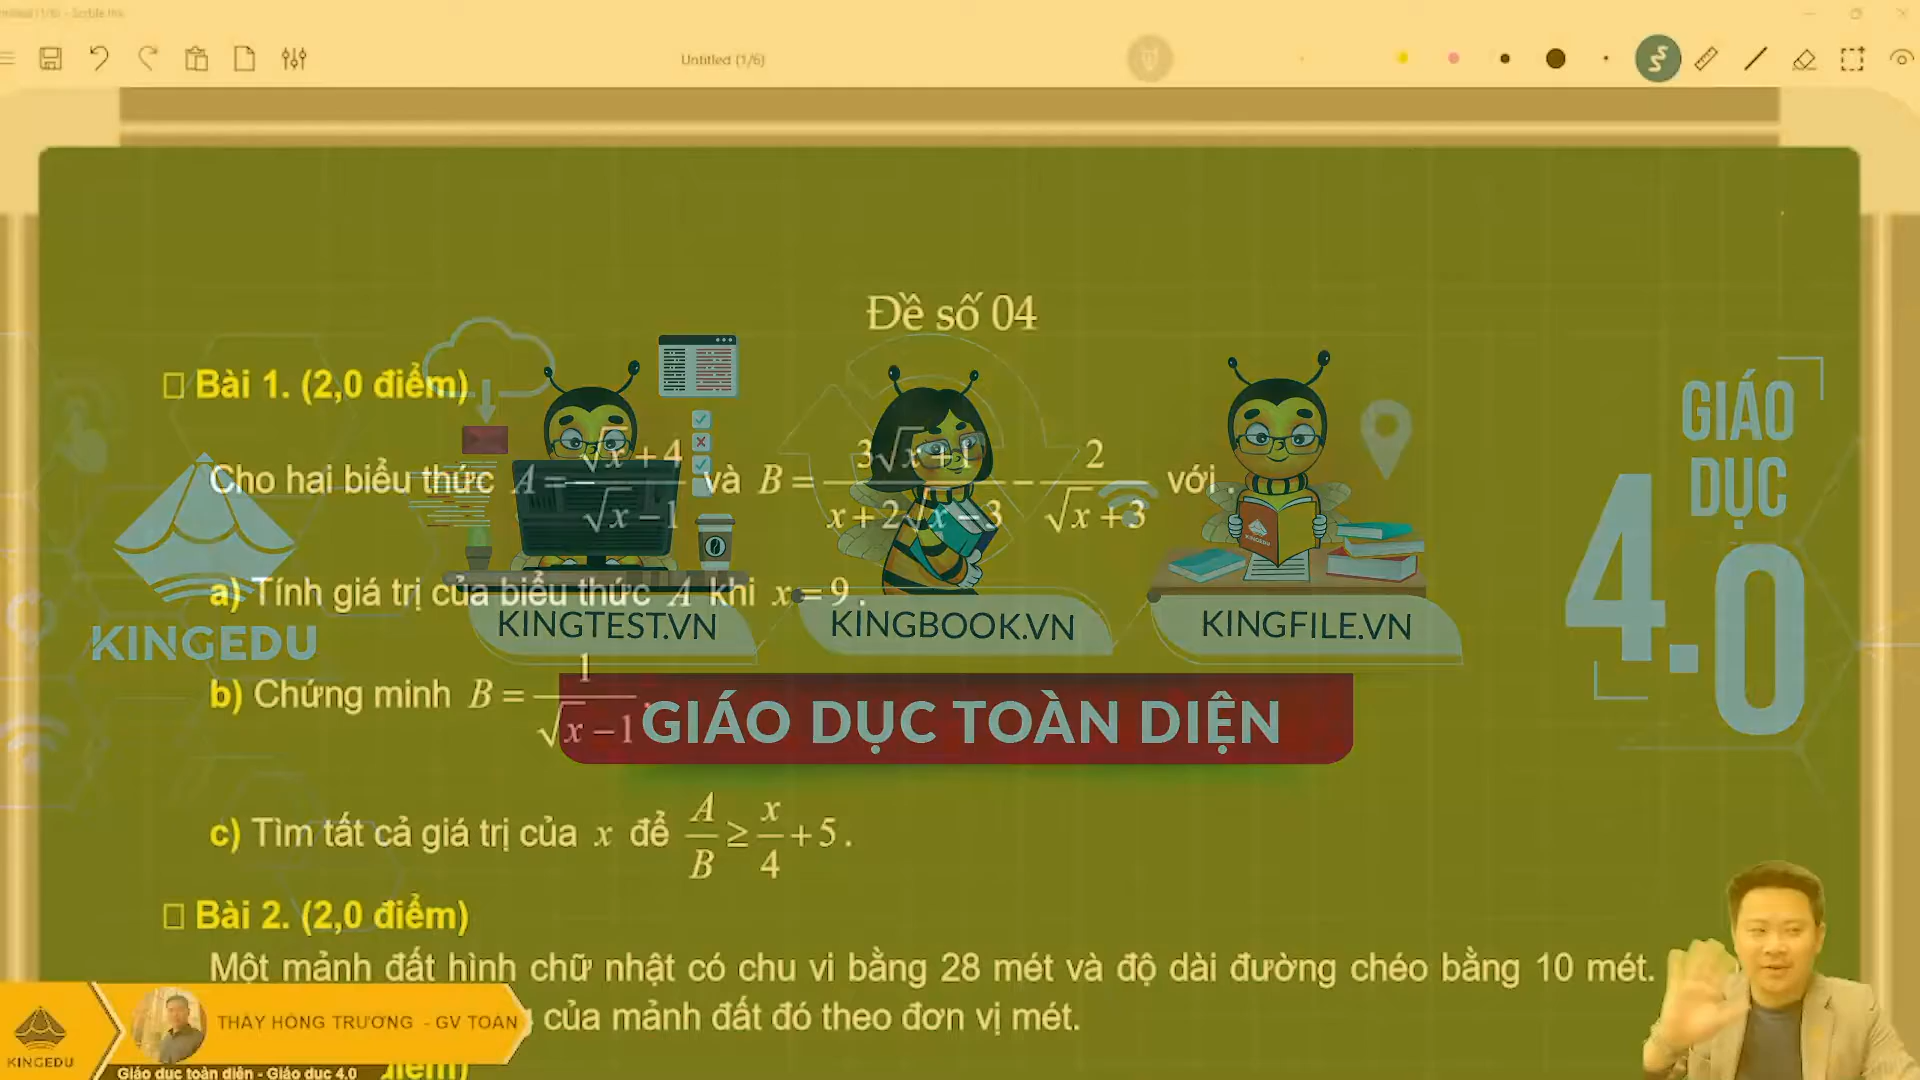 Untitled (1/6)
Đề số 04
Bài 1. (2,0 điểm)
Cho hai biểu thức A = (√x + 4)/(√x − 1) và B = (3√x + 1)/(x + 2√x − 3) − 2/(√x + 3) với .
a) Tính giá trị của biểu thức A khi x = 9 .
b) Chứng minh B = 1/(√x − 1) .
c) Tìm tất cả giá trị của x để A/B ≥ x/4 + 5 .
Bài 2. (2,0 điểm)
Một mảnh đất hình chữ nhật có chu vi bằng 28 mét và độ dài đường chéo bằng 10 mét.
của mảnh đất đó theo đơn vị mét.
KINGEDU
KINGTEST.VN
KINGBOOK.VN
KINGFILE.VN
GIÁO DỤC TOÀN DIỆN
GIÁO
DỤC
4.0
THẦY HỒNG TRƯƠNG - GV TOÁN
KINGEDU
Giáo dục toàn diện - Giáo dục 4.0